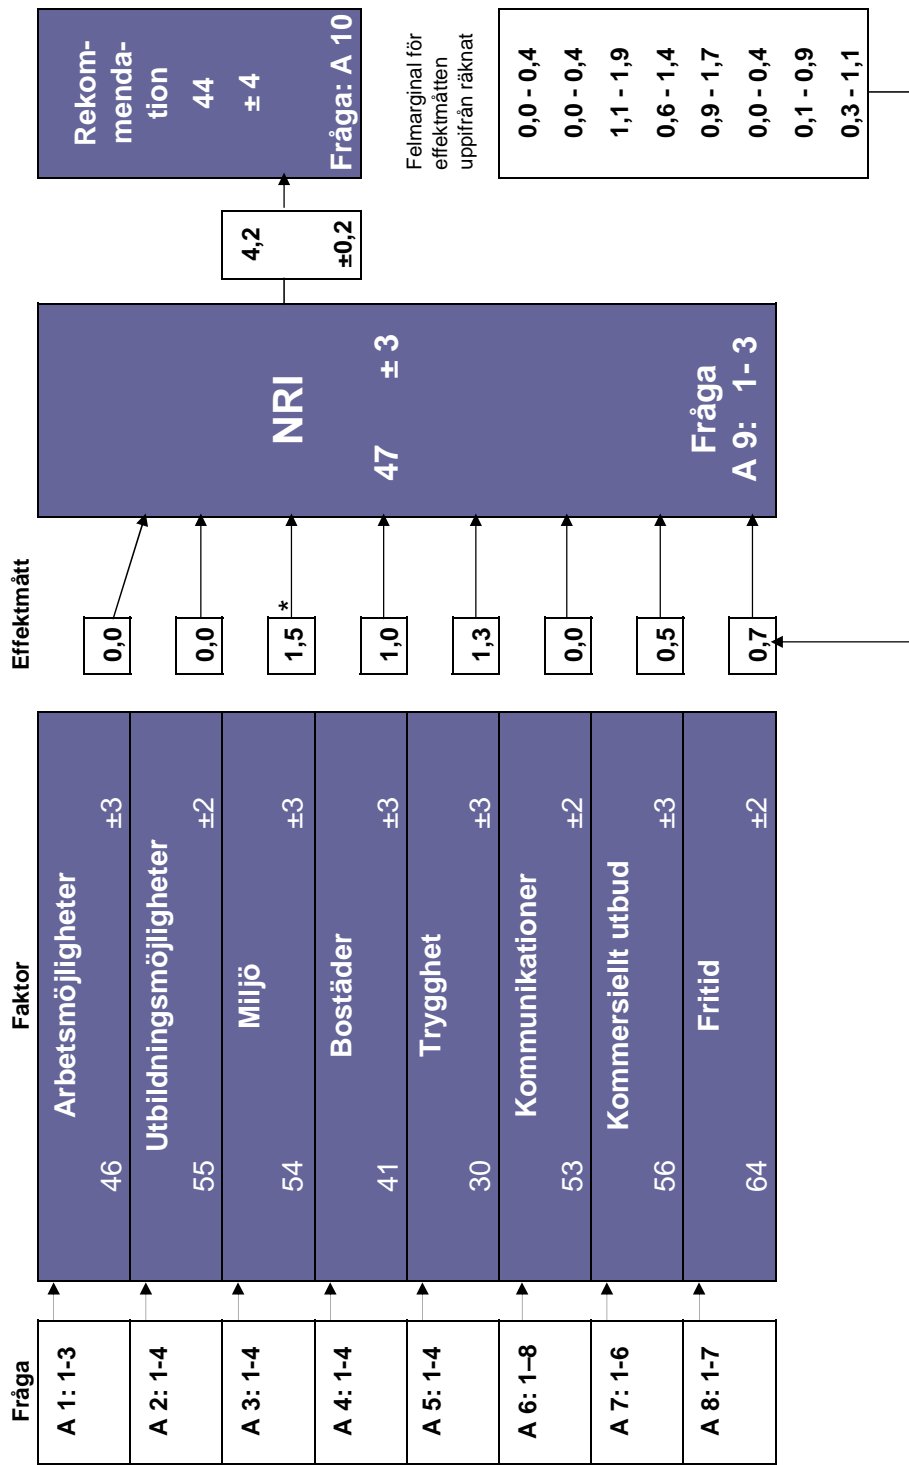 Fråga
Faktor
Effektmått
A 1: 1-3
Arbetsmöjligheter
46
±3
0,0
A 2: 1-4
Utbildningsmöjligheter
55
±2
0,0
A 3: 1-4
Miljö
54
±3
1,5
*
A 4: 1-4
Bostäder
41
±3
1,0
A 5: 1-4
Trygghet
30
±3
1,3
A 6: 1–8
Kommunikationer
53
±2
0,0
A 7: 1-6
Kommersiellt utbud
56
±3
0,5
A 8: 1-7
Fritid
64
±2
0,7
NRI
47 ± 3
Fråga
A 9: 1- 3
4,2
±0,2
Rekom-
menda-
tion
44
± 4
Fråga: A 10
Felmarginal för
effektmåtten
uppifrån räknat
0,0 - 0,4
0,0 - 0,4
1,1 - 1,9
0,6 - 1,4
0,9 - 1,7
0,0 - 0,4
0,1 - 0,9
0,3 - 1,1